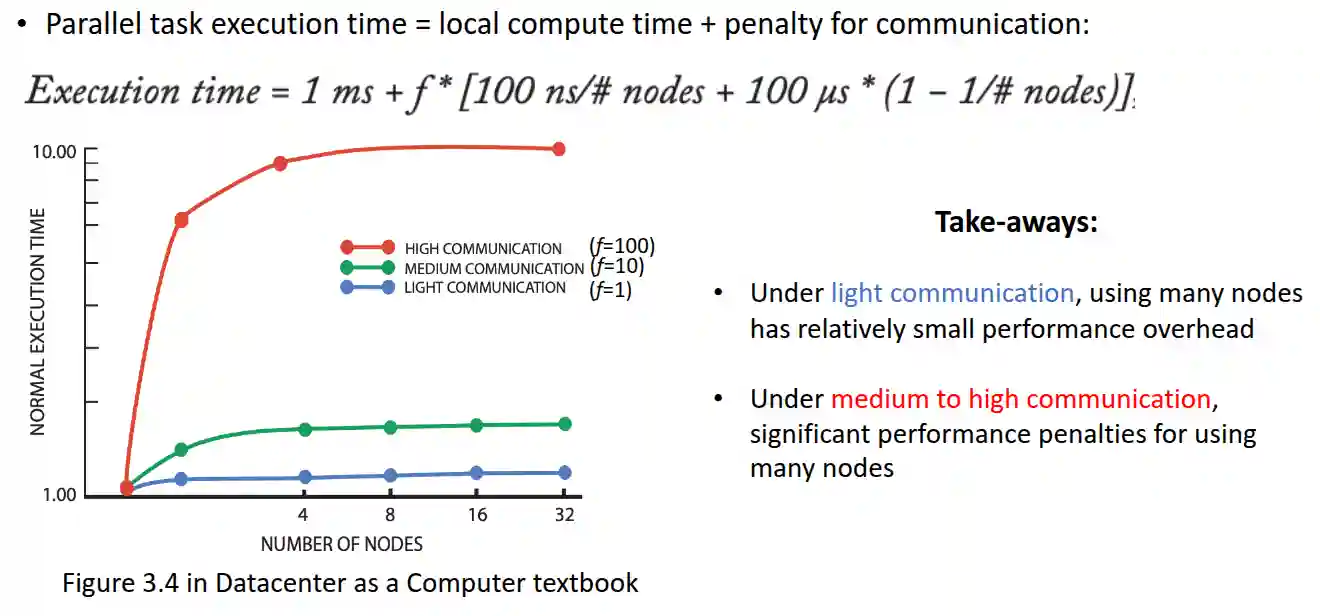 • Parallel task execution time = local compute time + penalty for communication:
Execution time = 1 ms + f * [100 ns/# nodes + 100 μs * (1 − 1/# nodes)],
10.00
NORMAL EXECUTION TIME
HIGH COMMUNICATION (f=100)
MEDIUM COMMUNICATION (f=10)
LIGHT COMMUNICATION (f=1)
1.00
4 8 16 32
NUMBER OF NODES
Figure 3.4 in Datacenter as a Computer textbook
Take-aways:
• Under light communication, using many nodes
has relatively small performance overhead
• Under medium to high communication,
significant performance penalties for using
many nodes